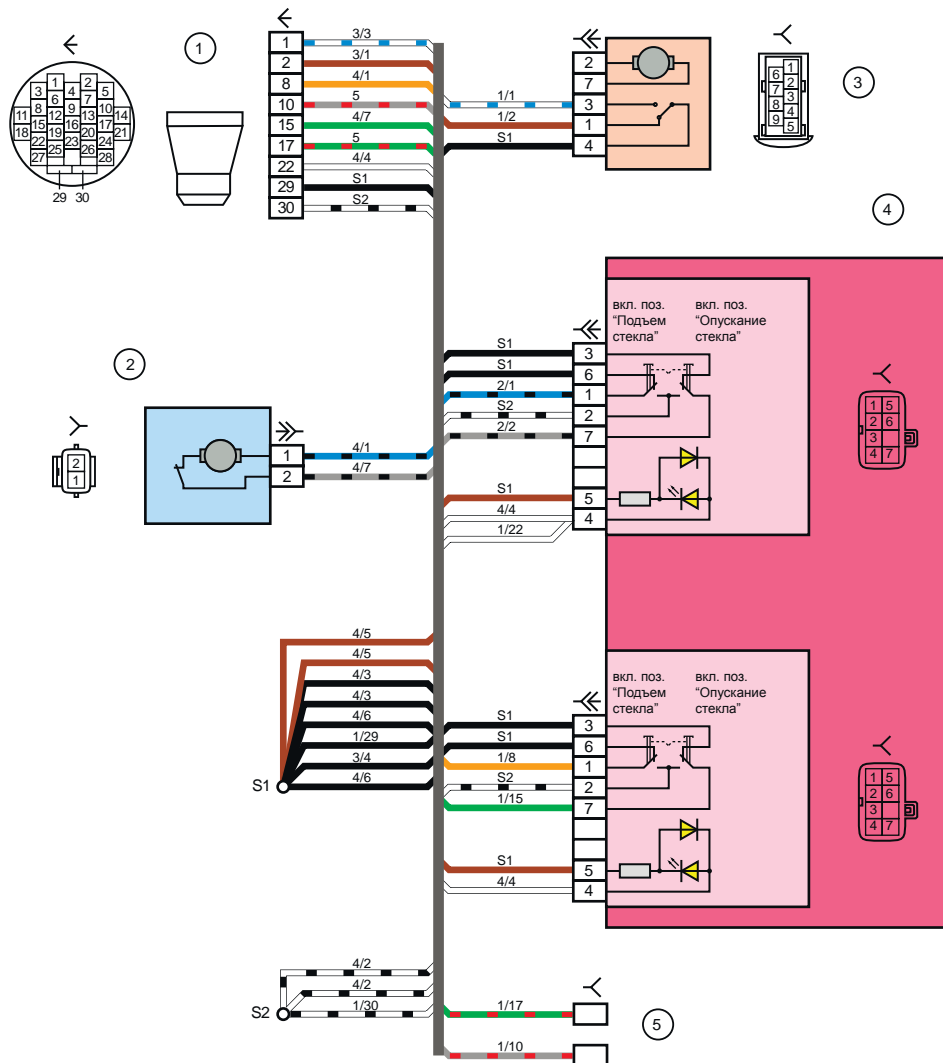 1
1 2
3 4 5
6 7
8 9 10
11 12 13 14
15 16 17
18 19 20 21
22 23 24
25 26
27 28
29 30
1 3/3
2 3/1
8 4/1
10 5
15 4/7
17 5
22 4/4
29 S1
30 S2
2
7
3 1/1
1 1/2
4 S1
3
1
6 2
7 3
8 4
9 5
4
вкл. поз. вкл. поз.
“Подъем “Опускание
стекла” стекла”
S1 3
S1 6
2/1 1
S2 2
2/2 7
S1 5
4/4 4
1/22
1 5
2 6
3
4 7
2
2
1
1 4/1
2 4/7
4/5
4/5
4/3
4/3
4/6
1/29
3/4
S1 4/6
вкл. поз. вкл. поз.
“Подъем “Опускание
стекла” стекла”
S1 3
S1 6
1/8 1
S2 2
1/15 7
S1 5
4/4 4
1 5
2 6
3
4 7
4/2
4/2
S2 1/30
1/17
5
1/10